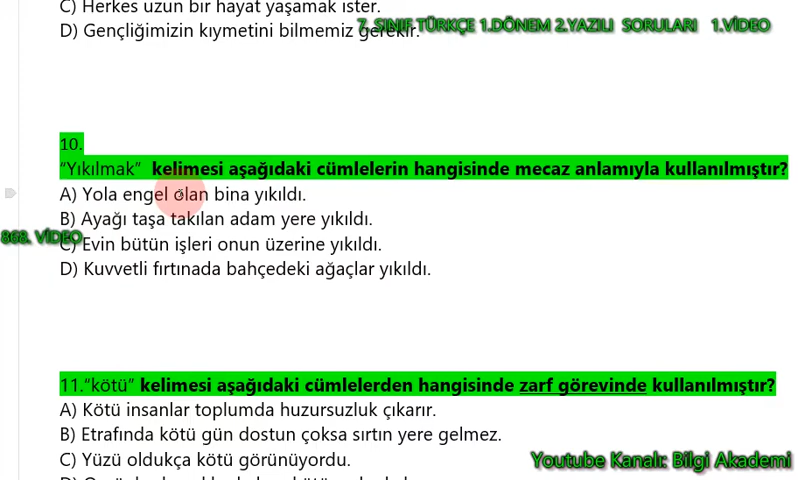 C) Herkes uzun bir hayat yaşamak ister.
7. SINIF TÜRKÇE 1.DÖNEM 2.YAZILI SORULARI 1.VİDEO
D) Gençliğimizin kıymetini bilmemiz gerekir.
10.
“Yıkılmak” kelimesi aşağıdaki cümlelerin hangisinde mecaz anlamıyla kullanılmıştır?
A) Yola engel olan bina yıkıldı.
B) Ayağı taşa takılan adam yere yıkıldı.
868. VİDEO
C) Evin bütün işleri onun üzerine yıkıldı.
D) Kuvvetli fırtınada bahçedeki ağaçlar yıkıldı.
11.“kötü” kelimesi aşağıdaki cümlelerden hangisinde zarf görevinde kullanılmıştır?
A) Kötü insanlar toplumda huzursuzluk çıkarır.
B) Etrafında kötü gün dostun çoksa sırtın yere gelmez.
C) Yüzü oldukça kötü görünüyordu.
Youtube Kanalı: Bilgi Akademi